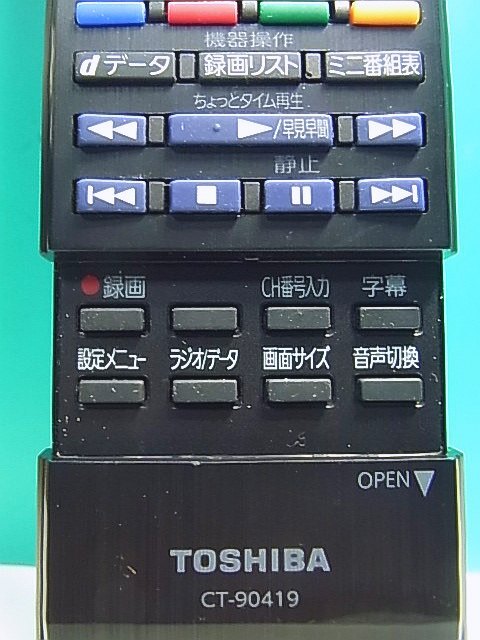 機器操作
dデータ 録画リスト ミニ番組表
ちょっとタイム再生
/早見早聞
静止
録画 CH番号入力 字幕
設定メニュー ラジオ/データ 画面サイズ 音声切換
OPEN
TOSHIBA
CT-90419